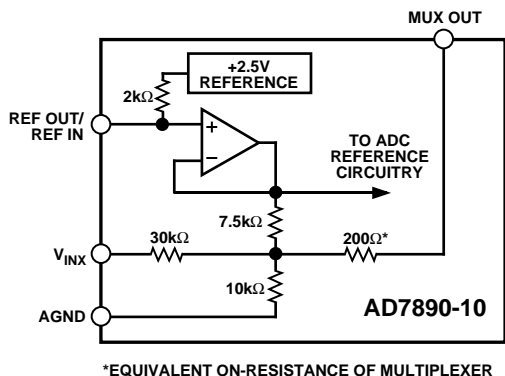 MUX OUT
+2.5V
REFERENCE
2kΩ
REF OUT/
REF IN
+
−
TO ADC
REFERENCE
CIRCUITRY
7.5kΩ
30kΩ
200Ω*
VINX
10kΩ
AD7890-10
AGND
*EQUIVALENT ON-RESISTANCE OF MULTIPLEXER